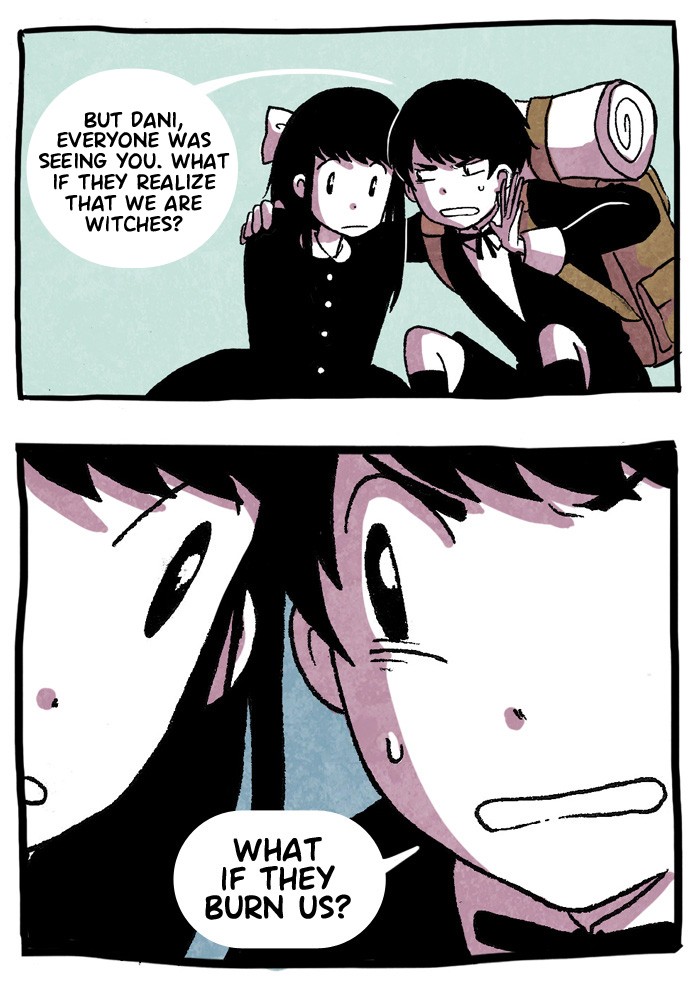 BUT DANI,
EVERYONE WAS
SEEING YOU. WHAT
IF THEY REALIZE
THAT WE ARE
WITCHES?
WHAT
IF THEY
BURN US?